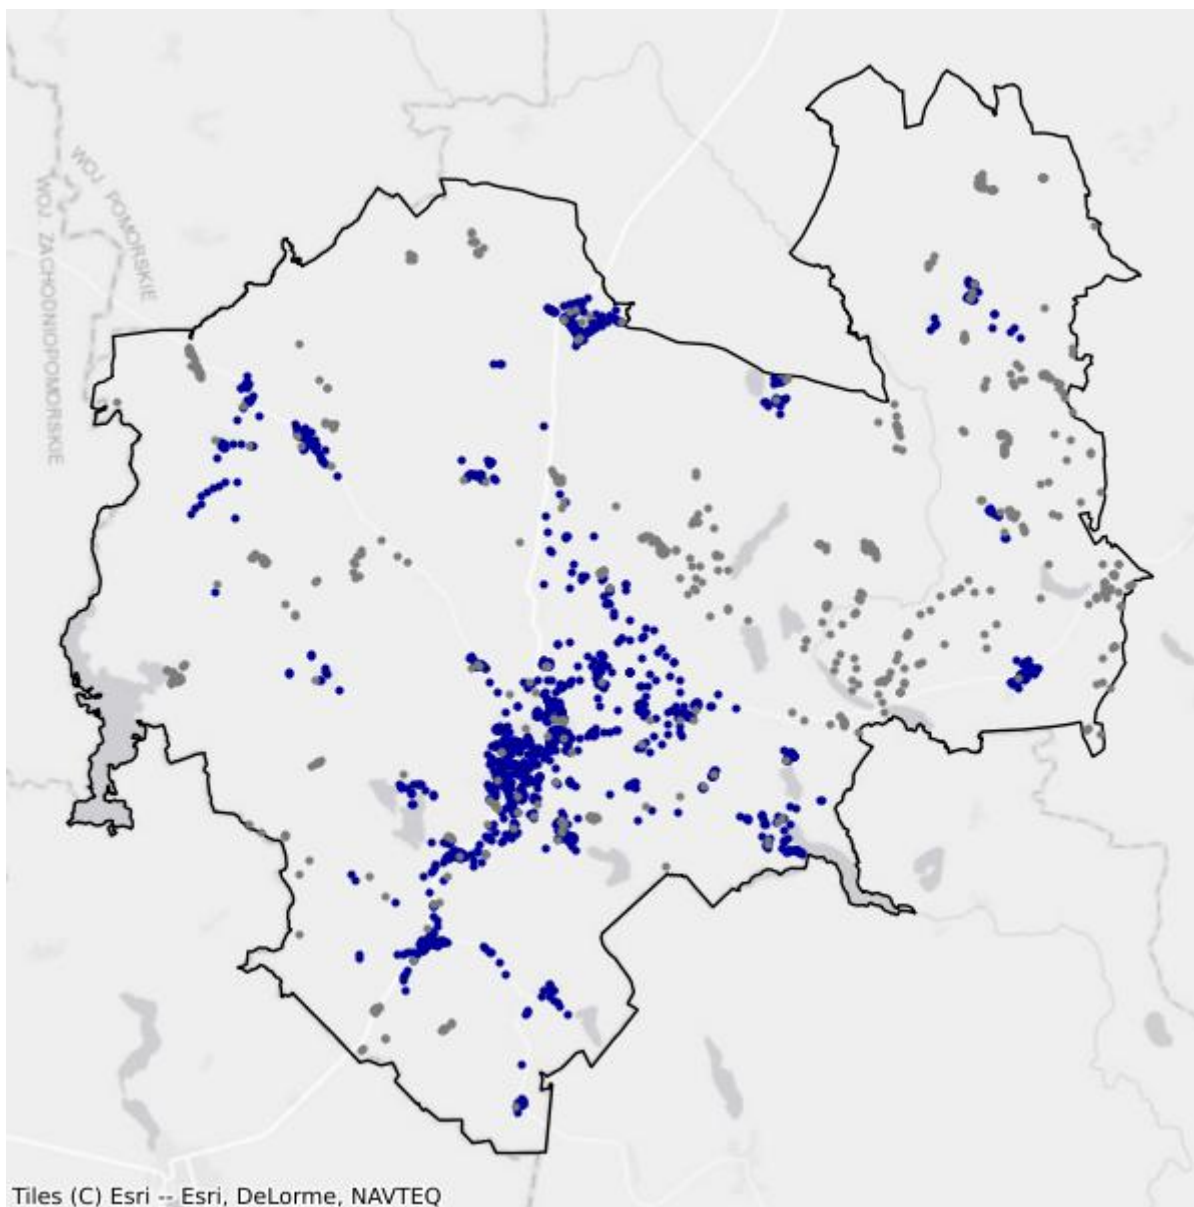 WOJ. POMORSKIE
WOJ. ZACHODNIOPOMORSKIE
Tiles (C) Esri -- Esri, DeLorme, NAVTEQ